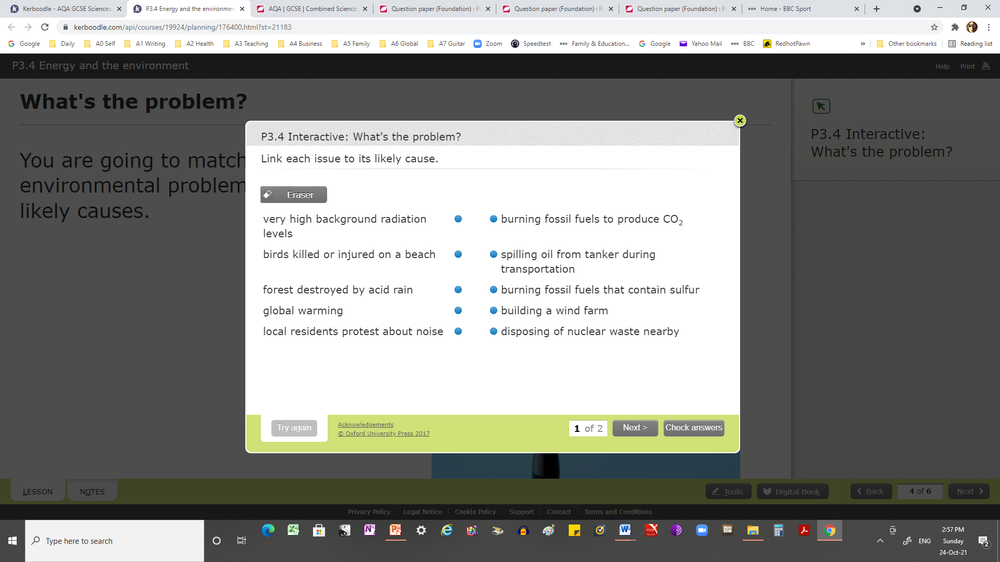 Kerboodle - AQA GCSE Sciences
P3.4 Energy and the environmen
AQA | GCSE | Combined Science
Question paper (Foundation) : P
Question paper (Foundation) : P
Question paper (Foundation) : P
Home - BBC Sport
kerboodle.com/api/courses/19924/planning/176400.html?st=21183
Google Daily A0 Self A1 Writing A2 Health A3 Teaching A4 Business A5 Family A6 Global A7 Guitar Zoom Speedtest Family & Education... Google Yahoo Mail BBC RedhotPawn » Other bookmarks Reading list
P3.4 Energy and the environment
Help Print
What's the problem?
You are going to match
environmental problem
likely causes.
P3.4 Interactive:
What's the problem?
P3.4 Interactive: What's the problem?
Link each issue to its likely cause.
Eraser
very high background radiation
levels
burning fossil fuels to produce CO₂
birds killed or injured on a beach
spilling oil from tanker during
transportation
forest destroyed by acid rain
burning fossil fuels that contain sulfur
global warming
building a wind farm
local residents protest about noise
disposing of nuclear waste nearby
Try again
Acknowledgements
© Oxford University Press 2017
1 of 2
Next >
Check answers
LESSON
NOTES
Tools
Digital Book
Back
4 of 6
Next
Privacy Policy Legal Notice Cookie Policy Support Contact Terms and Conditions
Type here to search
ENG
2:57 PM
Sunday
24-Oct-21
2